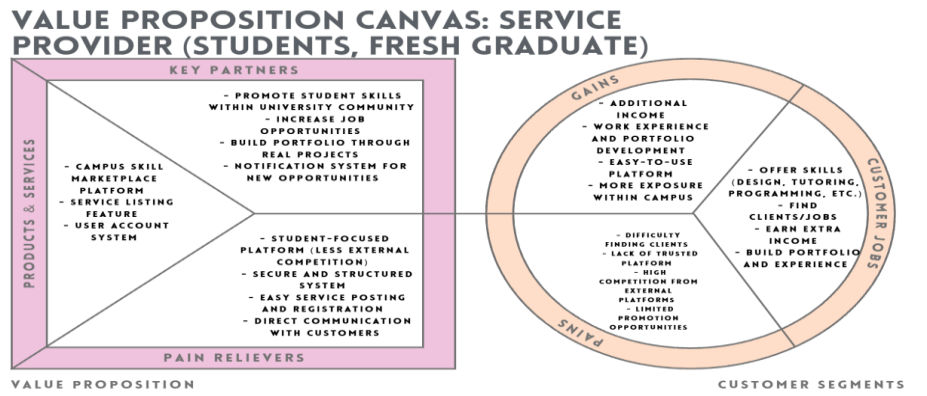 VALUE PROPOSITION CANVAS: SERVICE
PROVIDER (STUDENTS, FRESH GRADUATE)
KEY PARTNERS
- PROMOTE STUDENT SKILLS
WITHIN UNIVERSITY COMMUNITY
- INCREASE JOB
OPPORTUNITIES
- BUILD PORTFOLIO THROUGH
REAL PROJECTS
- NOTIFICATION SYSTEM FOR
NEW OPPORTUNITIES
PRODUCTS & SERVICES
- CAMPUS SKILL
MARKETPLACE
PLATFORM
- SERVICE LISTING
FEATURE
- USER ACCOUNT
SYSTEM
- STUDENT-FOCUSED
PLATFORM (LESS EXTERNAL
COMPETITION)
- SECURE AND STRUCTURED
SYSTEM
- EASY SERVICE POSTING
AND REGISTRATION
- DIRECT COMMUNICATION
WITH CUSTOMERS
PAIN RELIEVERS
VALUE PROPOSITION
GAINS
- ADDITIONAL
INCOME
- WORK EXPERIENCE
AND PORTFOLIO
DEVELOPMENT
- EASY-TO-USE
PLATFORM
- MORE EXPOSURE
WITHIN CAMPUS
- OFFER SKILLS
(DESIGN, TUTORING,
PROGRAMMING, ETC.)
- FIND
CLIENTS/JOBS
- EARN EXTRA
INCOME
- BUILD PORTFOLIO
AND EXPERIENCE
CUSTOMER JOBS
- DIFFICULTY
FINDING CLIENTS
- LACK OF TRUSTED
PLATFORM
- HIGH
COMPETITION FROM
EXTERNAL
PLATFORMS
- LIMITED
PROMOTION
OPPORTUNITIES
PAINS
CUSTOMER SEGMENTS